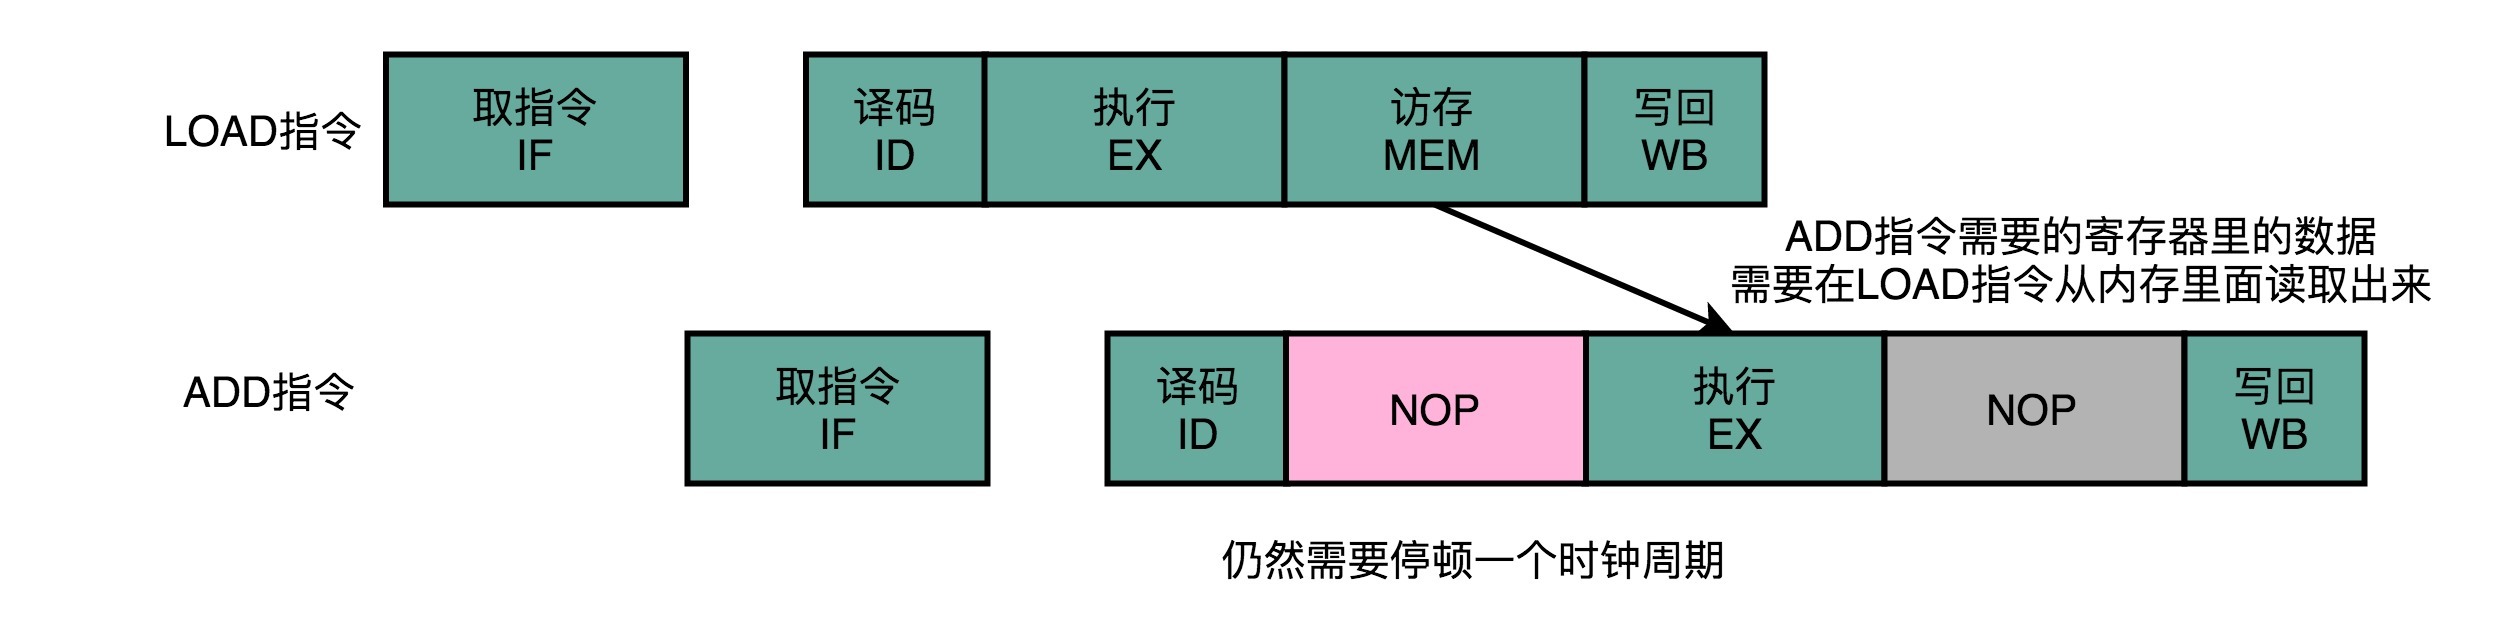 LOAD指令
取指令
IF
译码
ID
执行
EX
访存
MEM
写回
WB
ADD指令需要的寄存器里的数据
需要在LOAD指令从内存里面读取出来
ADD指令
取指令
IF
译码
ID
NOP
执行
EX
NOP
写回
WB
仍然需要停顿一个时钟周期